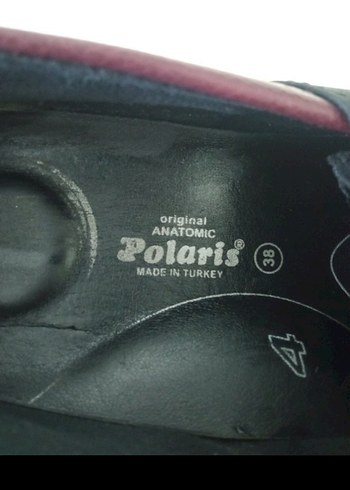 original
ANATOMIC
Polaris®
38
MADE IN TURKEY
4